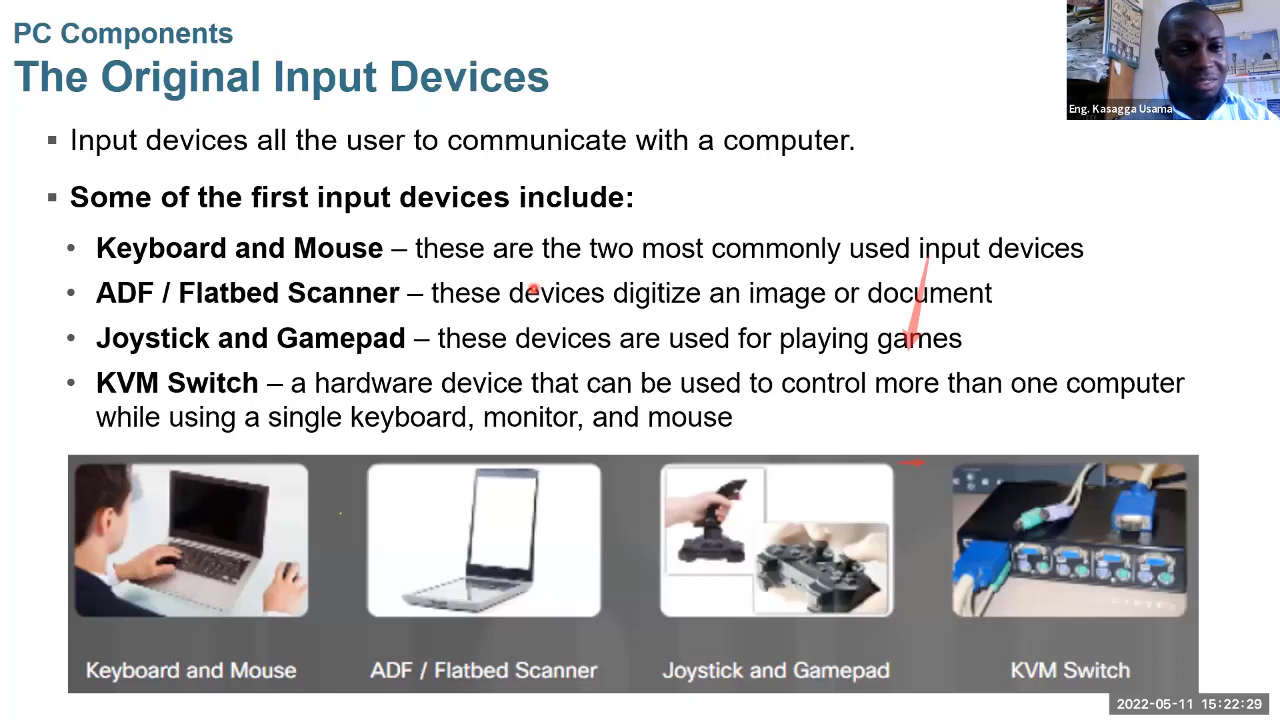 PC Components
The Original Input Devices
Eng. Kasagga Usama
▪ Input devices all the user to communicate with a computer.
▪ Some of the first input devices include:
• Keyboard and Mouse – these are the two most commonly used input devices
• ADF / Flatbed Scanner – these devices digitize an image or document
• Joystick and Gamepad – these devices are used for playing games
• KVM Switch – a hardware device that can be used to control more than one computer
while using a single keyboard, monitor, and mouse
Keyboard and Mouse
ADF / Flatbed Scanner
Joystick and Gamepad
KVM Switch
2022-05-11 15:22:29